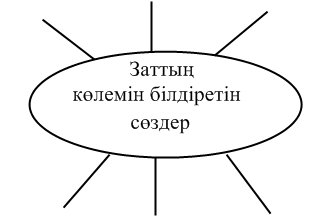 Заттың
көлемін білдіретін
сөздер